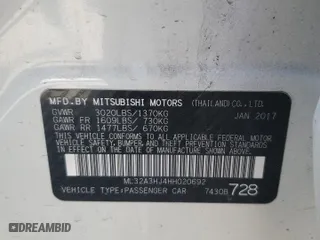 MFD.BY MITSUBISHI MOTORS (THAILAND)CO., LTD.
GVWR 3020LBS/1370KG JAN 2017
GAWR FR 1609LBS/ 730KG
GAWR RR 1477LBS/ 670KG
THIS VEHICLE CONFORMS TO ALL APPLICABLE U.S. FEDERAL MOTOR
VEHICLE SAFETY, BUMPER, AND THEFT PREVENTION STANDARDS IN
EFFECT ON THE DATE OF MANUFACTURE SHOWN ABOVE.
ML32A3HJ4HH020692
VEHICLE TYPE:PASSENGER CAR 7430B 728